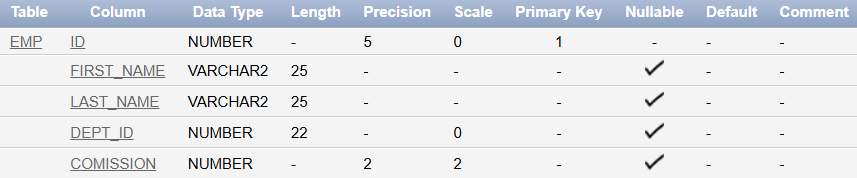 Table Column Data Type Length Precision Scale Primary Key Nullable Default Comment
EMP ID NUMBER - 5 0 1 - - -
FIRST_NAME VARCHAR2 25 - - - - -
LAST_NAME VARCHAR2 25 - - - - -
DEPT_ID NUMBER 22 - 0 - - -
COMISSION NUMBER - 2 2 - - -